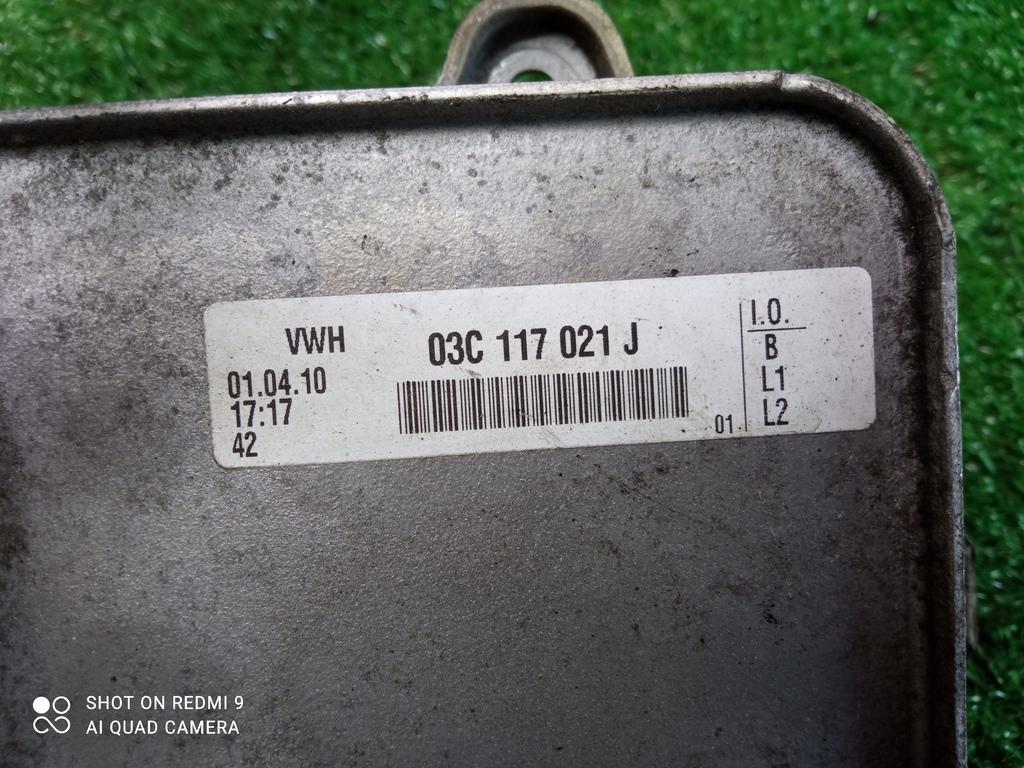 VWH
03C 117 021 J
01.04.10
17:17
42
01
I.O.
B
L1
L2
SHOT ON REDMI 9
AI QUAD CAMERA